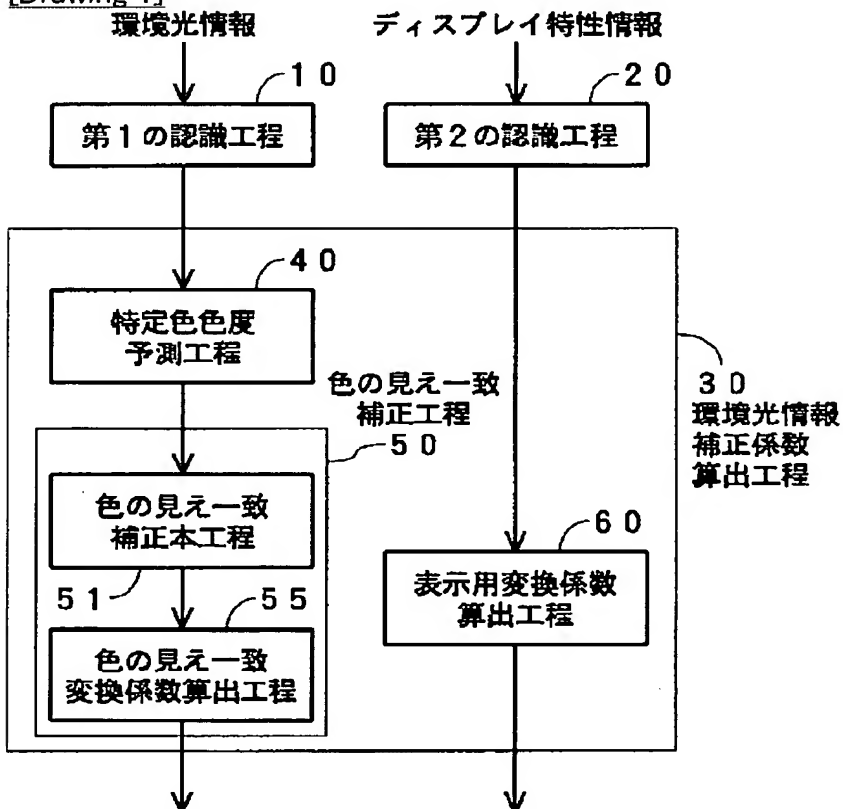 [Drawing 1]
環境光情報
ディスプレイ特性情報
10
20
第1の認識工程
第2の認識工程
40
特定色色度
予測工程
色の見え一致
補正工程
50
30
環境光情報
補正係数
算出工程
色の見え一致
補正本工程
51
55
60
表示用変換係数
算出工程
色の見え一致
変換係数算出工程